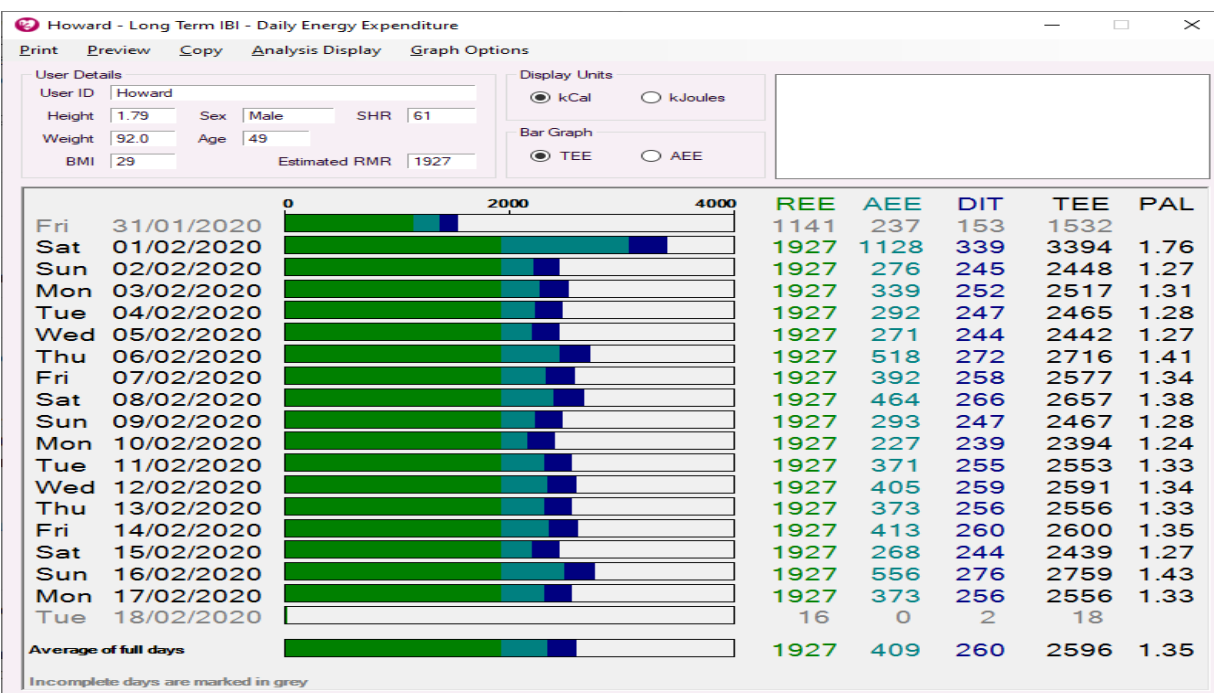 Howard - Long Term IBI - Daily Energy Expenditure
Print Preview Copy Analysis Display Graph Options
User Details
User ID Howard
Height 1.79 Sex Male SHR 61
Weight 92.0 Age 49
BMI 29 Estimated RMR 1927
Display Units
kCal kJoules
Bar Graph
TEE AEE
0 2000 4000 REE AEE DIT TEE PAL
Fri 31/01/2020 1141 237 153 1532
Sat 01/02/2020 1927 1128 339 3394 1.76
Sun 02/02/2020 1927 276 245 2448 1.27
Mon 03/02/2020 1927 339 252 2517 1.31
Tue 04/02/2020 1927 292 247 2465 1.28
Wed 05/02/2020 1927 271 244 2442 1.27
Thu 06/02/2020 1927 518 272 2716 1.41
Fri 07/02/2020 1927 392 258 2577 1.34
Sat 08/02/2020 1927 464 266 2657 1.38
Sun 09/02/2020 1927 293 247 2467 1.28
Mon 10/02/2020 1927 227 239 2394 1.24
Tue 11/02/2020 1927 371 255 2553 1.33
Wed 12/02/2020 1927 405 259 2591 1.34
Thu 13/02/2020 1927 373 256 2556 1.33
Fri 14/02/2020 1927 413 260 2600 1.35
Sat 15/02/2020 1927 268 244 2439 1.27
Sun 16/02/2020 1927 556 276 2759 1.43
Mon 17/02/2020 1927 373 256 2556 1.33
Tue 18/02/2020 16 0 2 18
Average of full days 1927 409 260 2596 1.35
Incomplete days are marked in grey